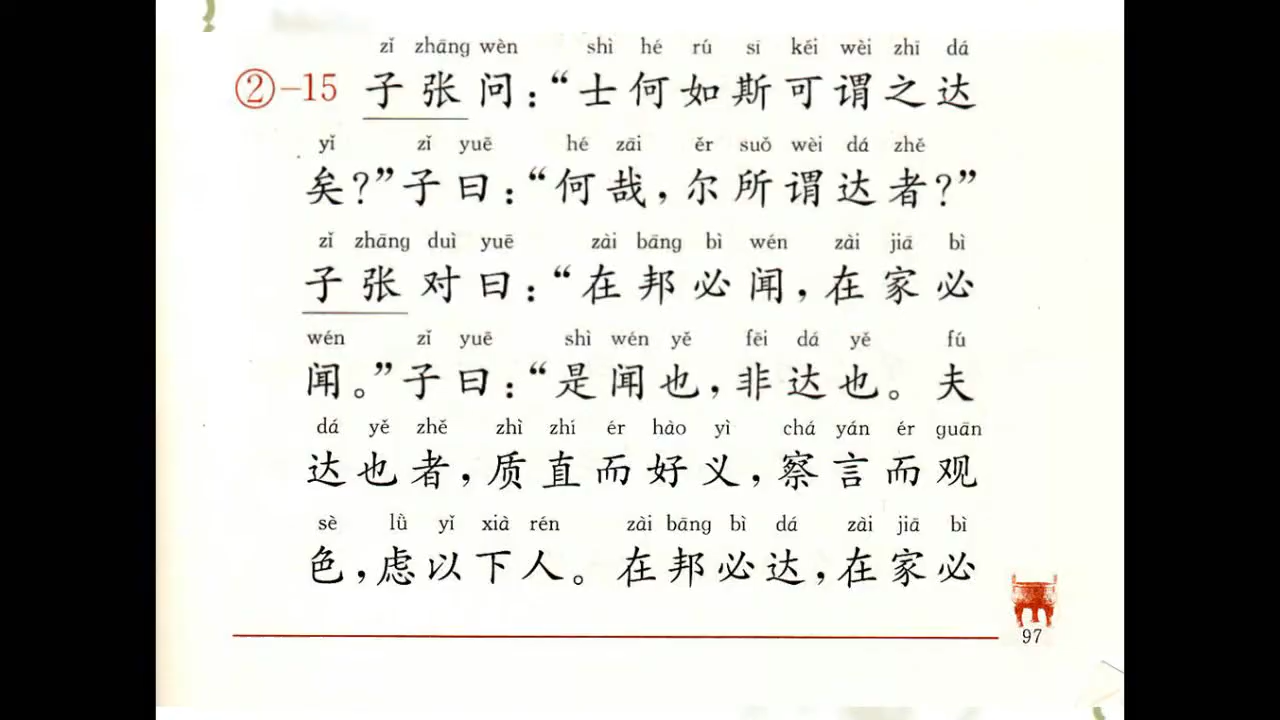 zǐ zhāng wèn shì hé rú sī kěi wèi zhī dá
②-15 子张问：“士何如斯可谓之达
yǐ zǐ yuē hé zāi ěr suǒ wèi dá zhě
矣？”子曰：“何哉，尔所谓达者？”
zǐ zhāng duì yuē zài bāng bì wén zài jiā bì
子张对曰：“在邦必闻，在家必
wén zǐ yuē shì wén yě fēi dá yě fú
闻。”子曰：“是闻也，非达也。夫
dá yě zhě zhì zhí ér hào yì chá yán ér guān
达也者，质直而好义，察言而观
sè lǜ yǐ xià rén zài bāng bì dá zài jiā bì
色，虑以下人。在邦必达，在家必
97